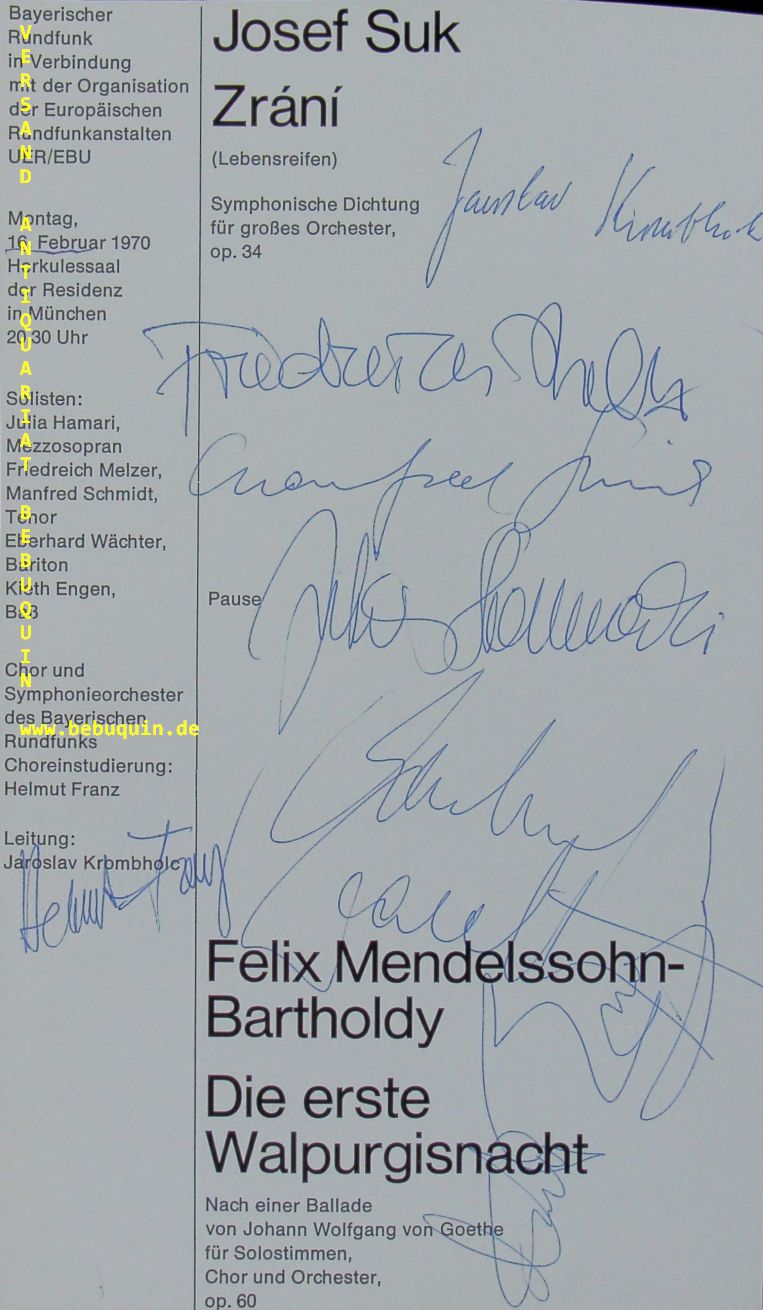 Bayerischer
Rundfunk
in Verbindung
mit der Organisation
der Europäischen
Rundfunkanstalten
UER/EBU
Montag,
16. Februar 1970
Herkulessaal
der Residenz
in München
20.30 Uhr
Solisten:
Julia Hamari,
Mezzosopran
Friedreich Melzer,
Manfred Schmidt,
Tenor
Eberhard Wächter,
Bariton
Kieth Engen,
Baß
Chor und
Symphonieorchester
des Bayerischen
Rundfunks
Choreinstudierung:
Helmut Franz
Leitung:
Jaroslav Krombholc
Helmut Franz
Josef Suk
Zrání
(Lebensreifen)
Symphonische Dichtung
für großes Orchester,
op. 34
Jaroslav Krombholc
Friedreich Melzer
Manfred Schmidt
Pause
Julia Hamari
Felix Mendelssohn-
Bartholdy
Die erste
Walpurgisnacht
Nach einer Ballade
von Johann Wolfgang von Goethe
für Solostimmen,
Chor und Orchester,
op. 60
VERSAND ANTIQUARIAT BEBUQUIN
www.bebuquin.de